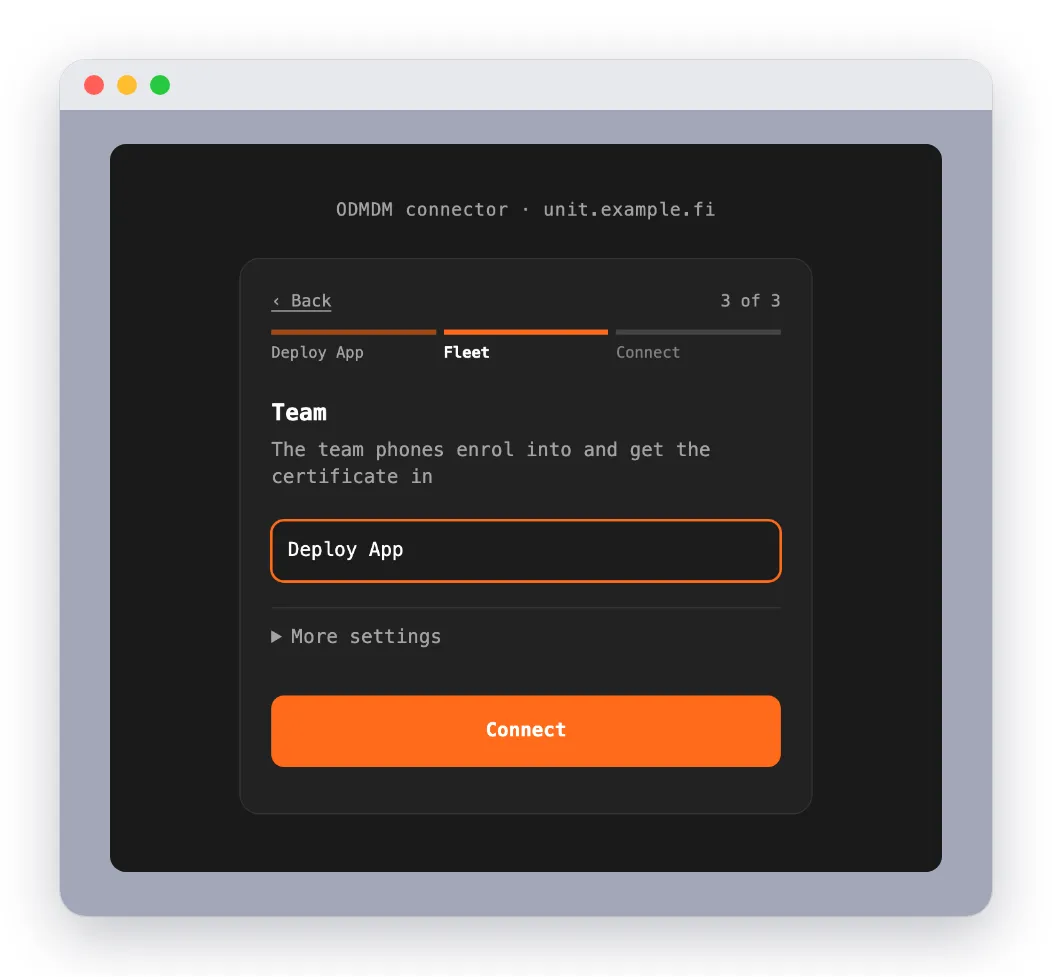 ODMDM connector · unit.example.fi
‹ Back
3 of 3
Deploy App
Fleet
Connect
Team
The team phones enrol into and get the
certificate in
Deploy App
▶ More settings
Connect